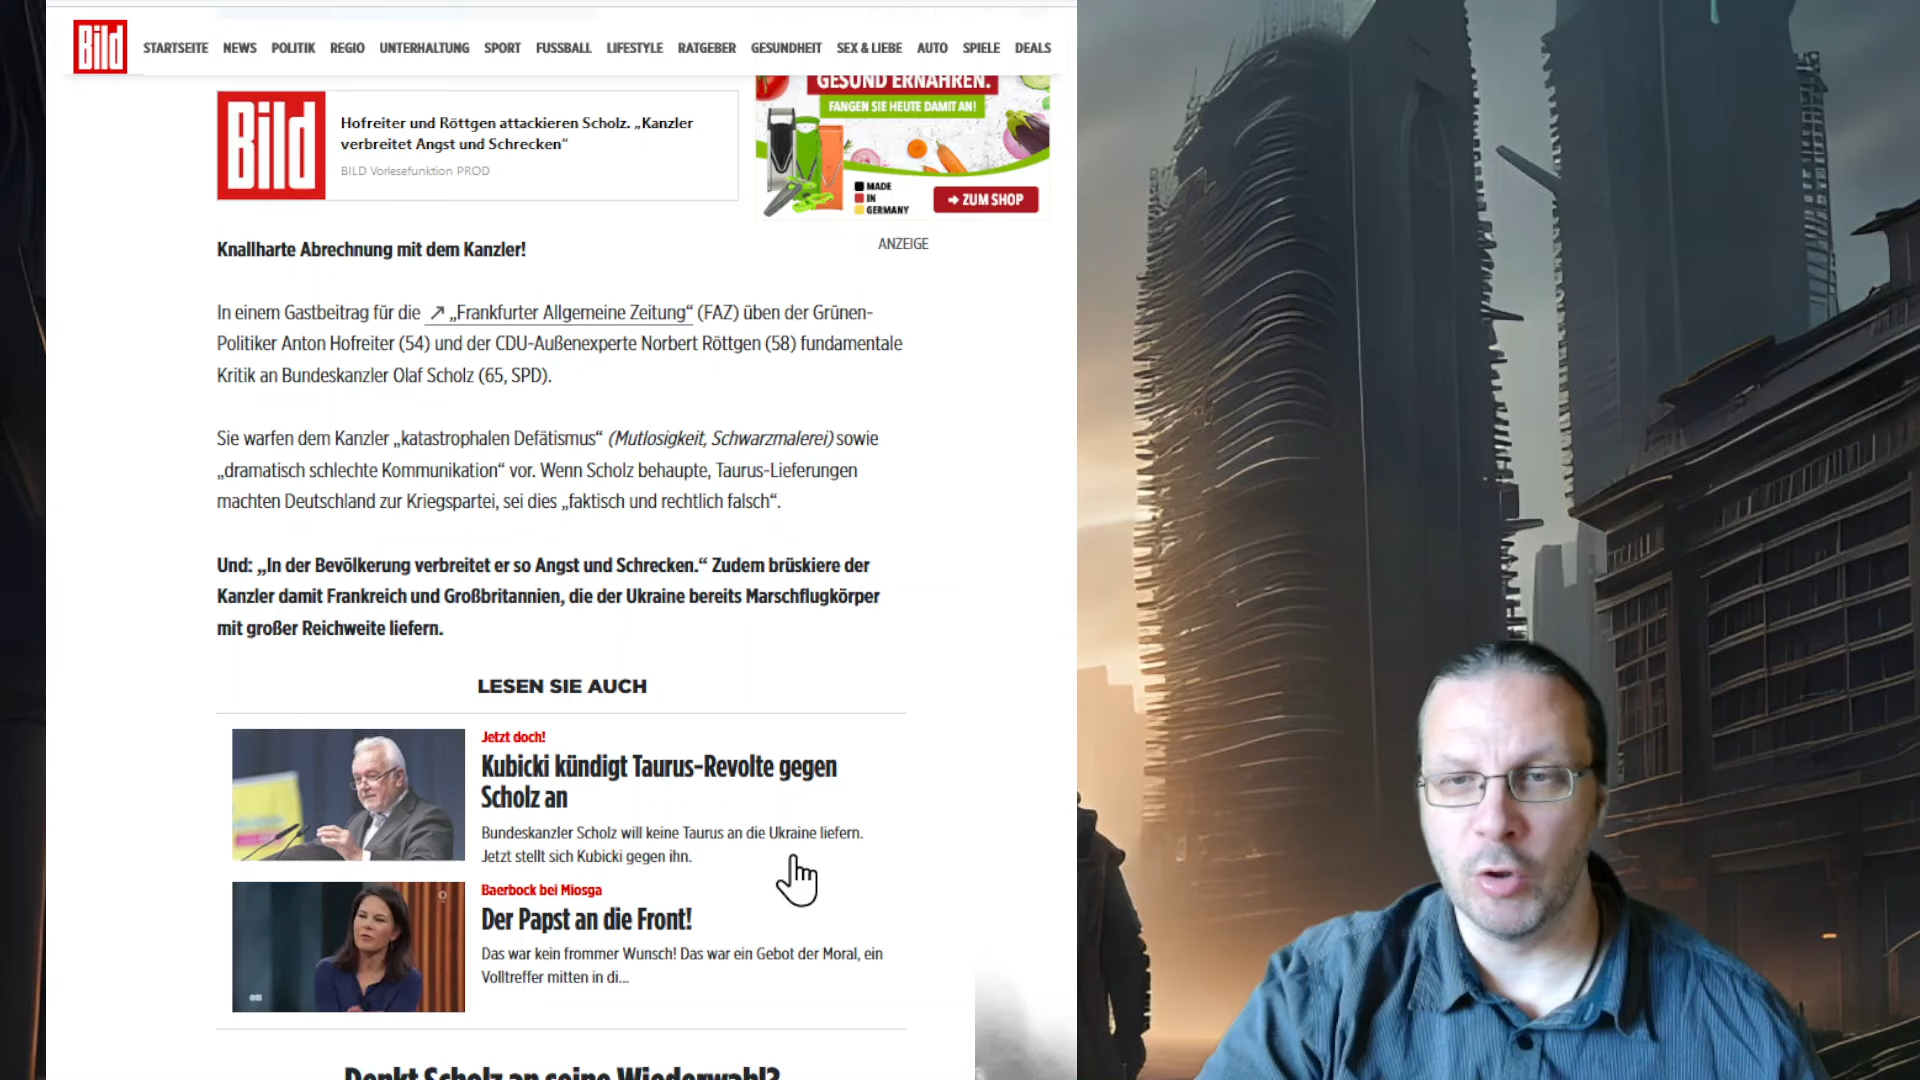 Bild
STARTSEITE NEWS POLITIK REGIO UNTERHALTUNG SPORT FUSSBALL LIFESTYLE RATGEBER GESUNDHEIT SEX & LIEBE AUTO SPIELE DEALS
GESUND ERNÄHREN.
FANGEN SIE HEUTE DAMIT AN!
MADE
IN
GERMANY
ZUM SHOP
ANZEIGE
Bild
Hofreiter und Röttgen attackieren Scholz. „Kanzler
verbreitet Angst und Schrecken“
BILD Vorlesefunktion PROD
Knallharte Abrechnung mit dem Kanzler!
In einem Gastbeitrag für die „Frankfurter Allgemeine Zeitung“ (FAZ) üben der Grünen-
Politiker Anton Hofreiter (54) und der CDU-Außenexperte Norbert Röttgen (58) fundamentale
Kritik an Bundeskanzler Olaf Scholz (65, SPD).
Sie warfen dem Kanzler „katastrophalen Defätismus“ (Mutlosigkeit, Schwarzmalerei) sowie
„dramatisch schlechte Kommunikation“ vor. Wenn Scholz behaupte, Taurus-Lieferungen
machten Deutschland zur Kriegspartei, sei dies „faktisch und rechtlich falsch“.
Und: „In der Bevölkerung verbreitet er so Angst und Schrecken.“ Zudem brüskiere der
Kanzler damit Frankreich und Großbritannien, die der Ukraine bereits Marschflugkörper
mit großer Reichweite liefern.
LESEN SIE AUCH
Jetzt doch!
Kubicki kündigt Taurus-Revolte gegen
Scholz an
Bundeskanzler Scholz will keine Taurus an die Ukraine liefern.
Jetzt stellt sich Kubicki gegen ihn.
Baerbock bei Miosga
Der Papst an die Front!
Das war kein frommer Wunsch! Das war ein Gebot der Moral, ein
Volltreffer mitten in di...
Denkt Scholz an seine Wiederwahl?